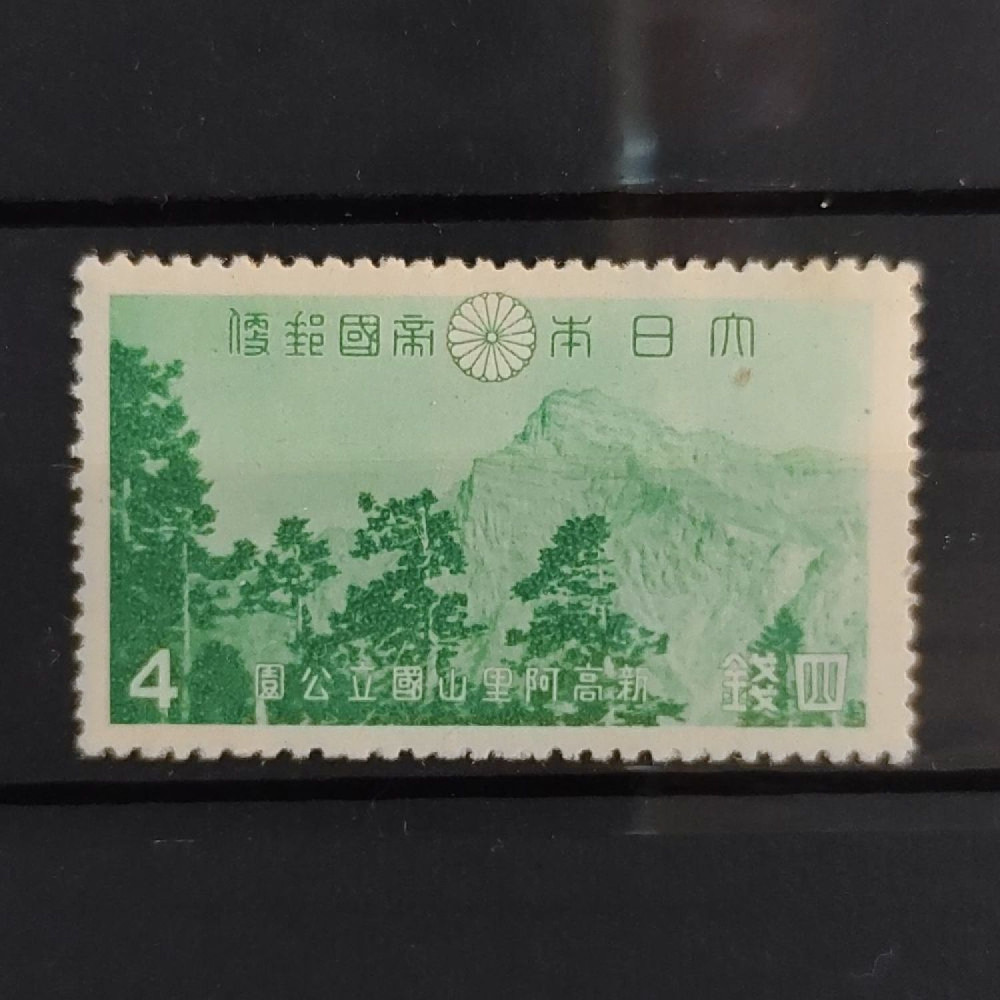 大日本帝國郵便
4
新高阿里山國立公園
四錢